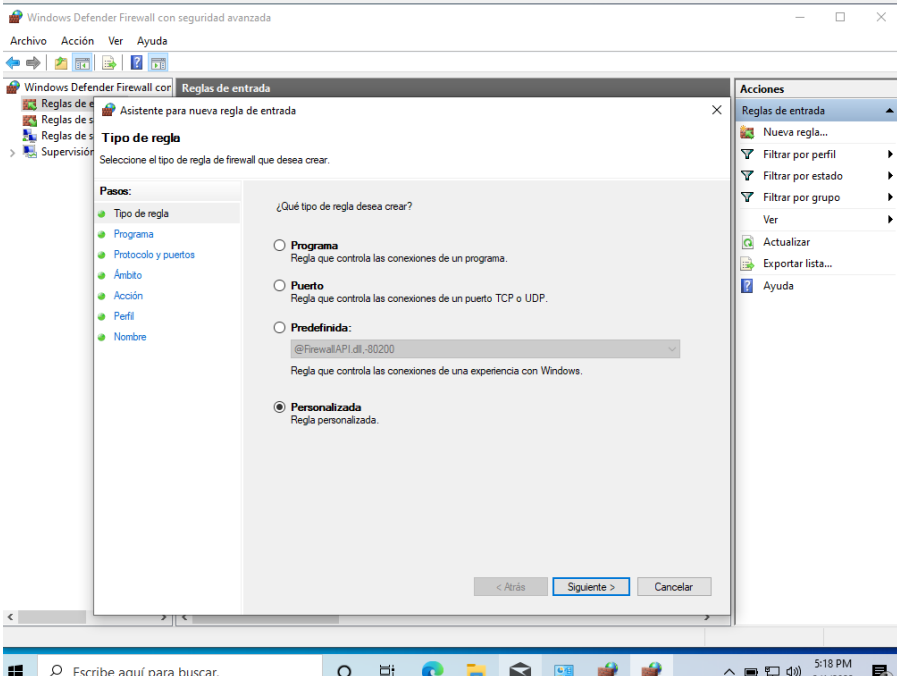 Windows Defender Firewall con seguridad avanzada
Archivo Acción Ver Ayuda
Windows Defender Firewall con
Reglas de e
Reglas de s
Reglas de s
Supervisión
Reglas de entrada
Asistente para nueva regla de entrada
Tipo de regla
Seleccione el tipo de regla de firewall que desea crear.
Pasos:
Tipo de regla
Programa
Protocolo y puertos
Ámbito
Acción
Perfil
Nombre
¿Qué tipo de regla desea crear?
Programa
Regla que controla las conexiones de un programa.
Puerto
Regla que controla las conexiones de un puerto TCP o UDP.
Predefinida:
@FirewallAPI.dll,-80200
Regla que controla las conexiones de una experiencia con Windows.
Personalizada
Regla personalizada.
< Atrás Siguiente > Cancelar
Acciones
Reglas de entrada
Nueva regla...
Filtrar por perfil
Filtrar por estado
Filtrar por grupo
Ver
Actualizar
Exportar lista...
Ayuda
Escribe aquí para buscar.
5:18 PM